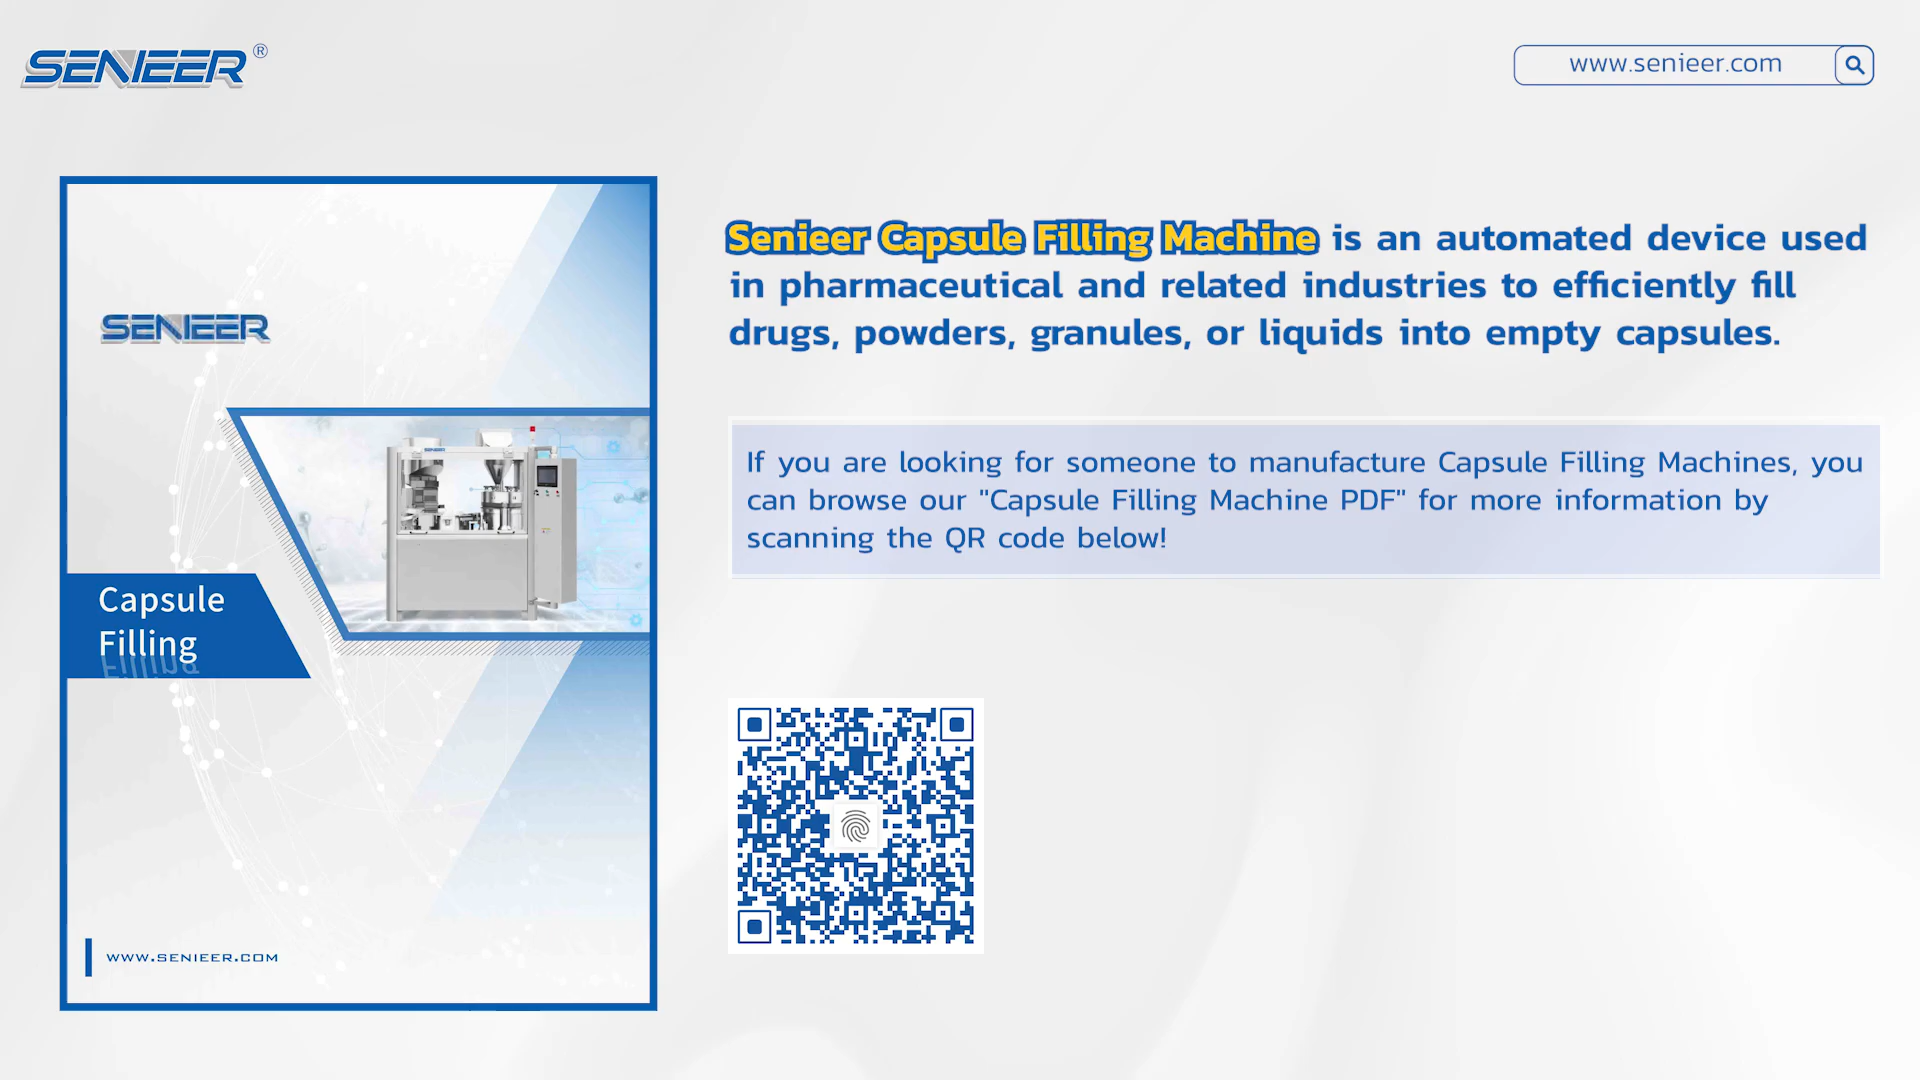 SENIEER®
www.senieer.com
SENIEER
SENIEER
Capsule
Filling
WWW.SENIEER.COM
Senieer Capsule Filling Machine is an automated device used
in pharmaceutical and related industries to efficiently fill
drugs, powders, granules, or liquids into empty capsules.
If you are looking for someone to manufacture Capsule Filling Machines, you
can browse our "Capsule Filling Machine PDF" for more information by
scanning the QR code below!